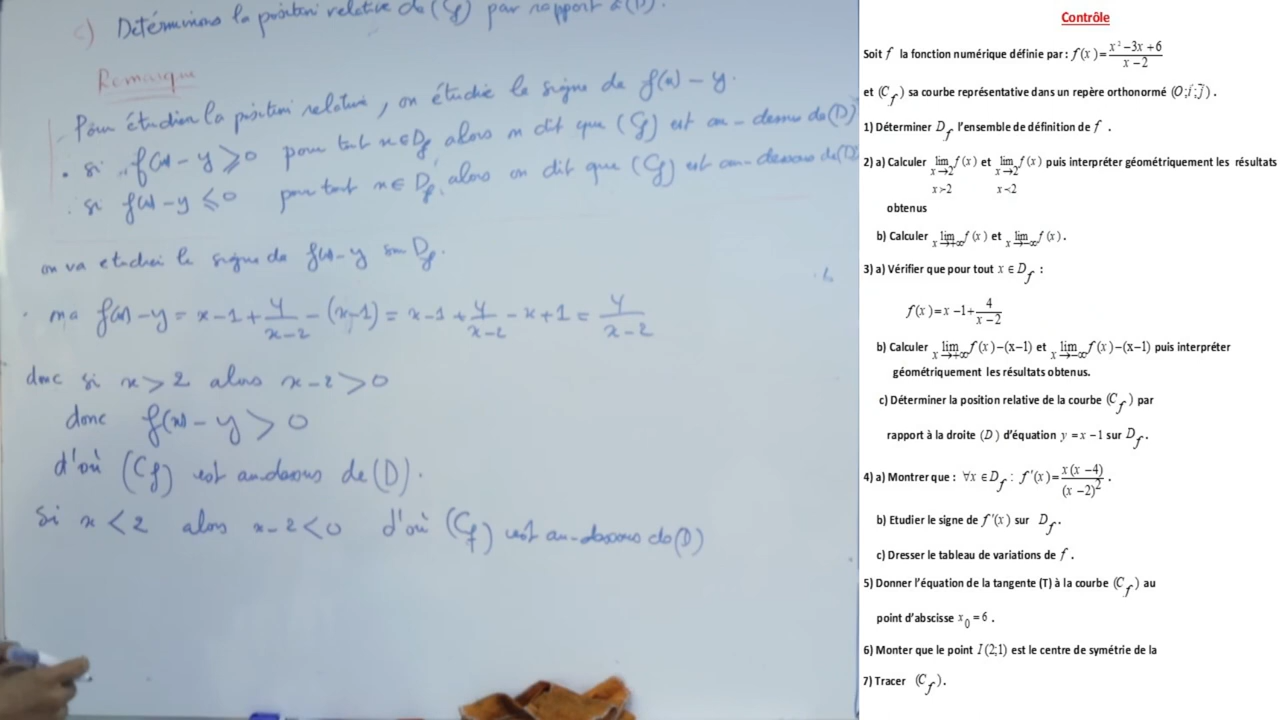 c) Déterminons la position relative de (Cf) par rapport à (D).
Remarque
Pour étudier la position relative, on étudie le signe de f(x) - y.
. si f(x) - y ⩾ 0 pour tout x ∈ Df alors on dit que (Cf) est au-dessus de (D)
. si f(x) - y ⩽ 0 pour tout x ∈ Df, alors on dit que (Cf) est au-dessous de (D)
on va etudier le signe de f(x) - y sur Df.
. on a f(x) - y = x - 1 + 4/(x-2) - (x-1) = x - 1 + 4/(x-2) - x + 1 = 4/(x-2)
donc si x > 2 alors x - 2 > 0
donc f(x) - y > 0
d'où (Cf) est au-dessus de (D).
Si x < 2 alors x - 2 < 0 d'où (Cf) est au-dessous de (D)
Contrôle
Soit f la fonction numérique définie par : f(x) = (x² - 3x + 6)/(x - 2)
et (C_f) sa courbe représentative dans un repère orthonormé (O; i; j).
1) Déterminer D_f l'ensemble de définition de f .
2) a) Calculer lim f(x) et lim f(x) puis interpréter géométriquement les résultats
x→2 x→2
x>2 x<2
obtenus
b) Calculer lim x→+∞ f(x) et lim x→-∞ f(x).
3) a) Vérifier que pour tout x ∈ D_f :
f(x) = x - 1 + 4/(x - 2)
b) Calculer lim x→+∞ f(x)-(x-1) et lim x→-∞ f(x)-(x-1) puis interpréter
géométriquement les résultats obtenus.
c) Déterminer la position relative de la courbe (C_f) par
rapport à la droite (D) d'équation y = x - 1 sur D_f.
4) a) Montrer que : ∀x ∈ D_f : f'(x) = x(x - 4)/(x - 2)² .
b) Etudier le signe de f'(x) sur D_f.
c) Dresser le tableau de variations de f .
5) Donner l'équation de la tangente (T) à la courbe (C_f) au
point d'abscisse x₀ = 6 .
6) Monter que le point I(2;1) est le centre de symétrie de la
7) Tracer (C_f).